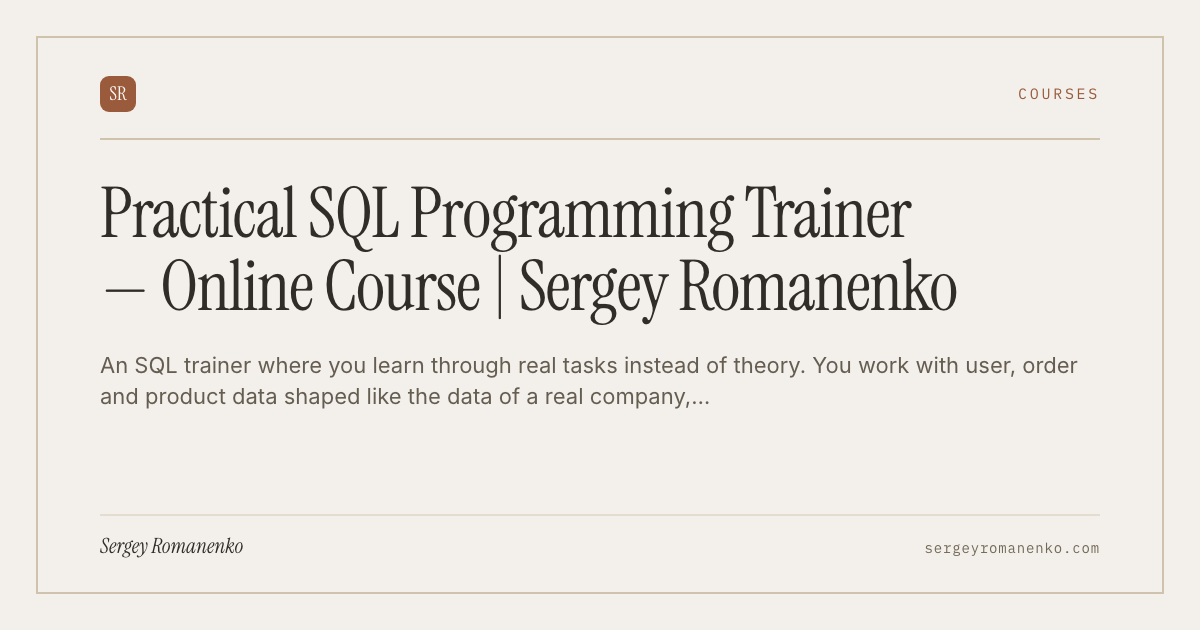 SR
COURSES
Practical SQL Programming Trainer
— Online Course | Sergey Romanenko
An SQL trainer where you learn through real tasks instead of theory. You work with user, order
and product data shaped like the data of a real company,...
Sergey Romanenko
sergeyromanenko.com